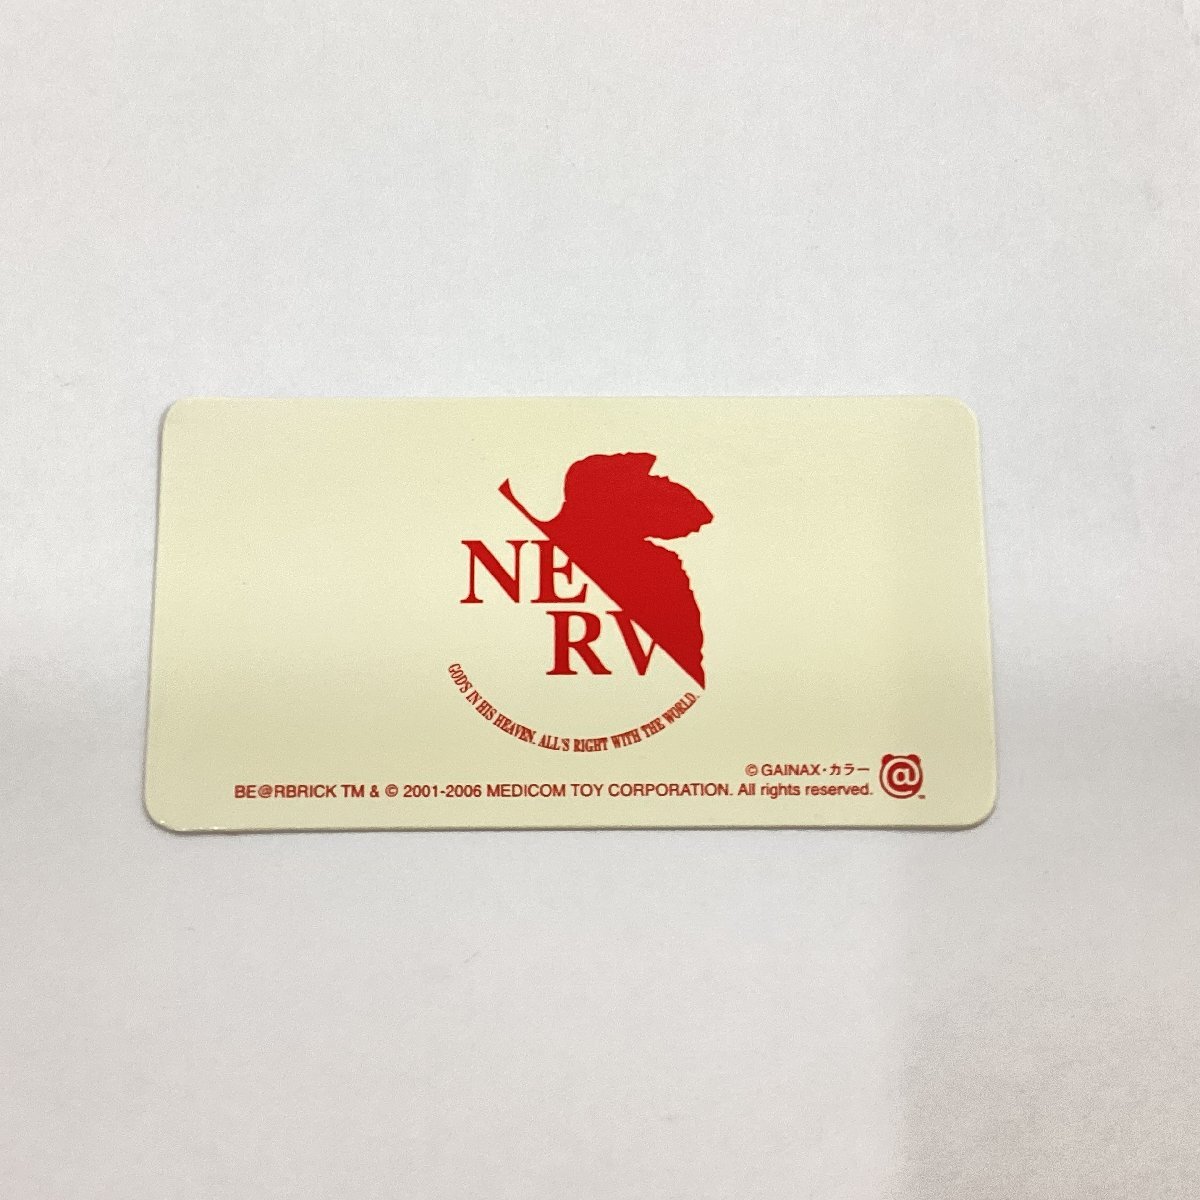 NERV
GOD'S IN HIS HEAVEN. ALL'S RIGHT WITH THE WORLD.
© GAINAX・カラー
BE@RBRICK TM & © 2001-2006 MEDICOM TOY CORPORATION. All rights reserved.
@™